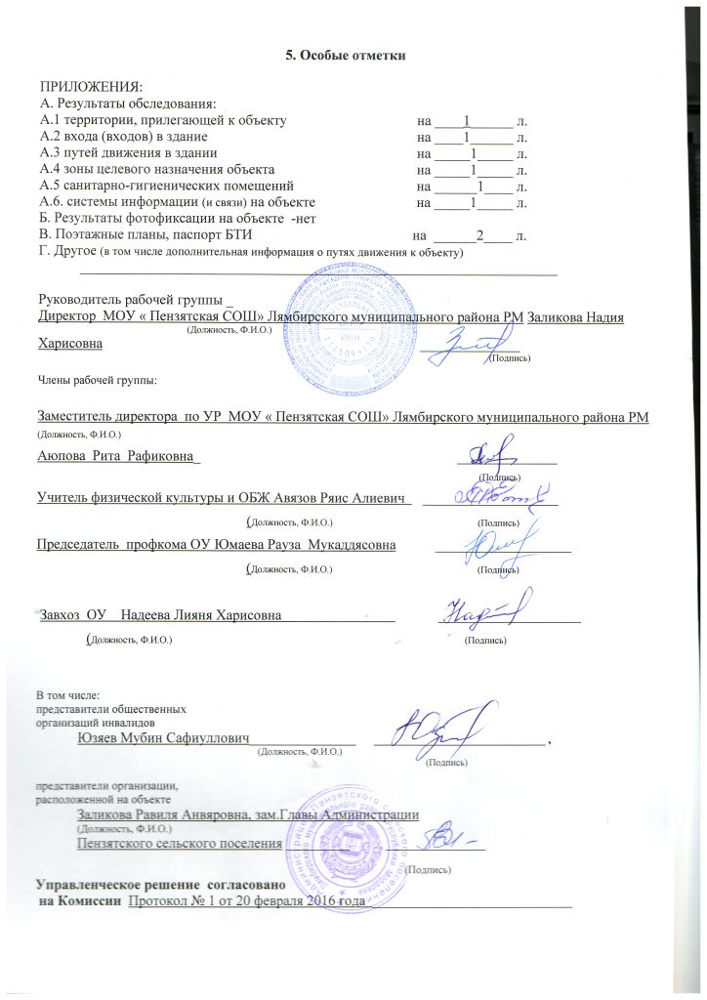 5. Особые отметки
ПРИЛОЖЕНИЯ:
А. Результаты обследования:
А.1 территории, прилегающей к объекту на ____1______ л.
А.2 входа (входов) в здание на ____1______ л.
А.3 путей движения в здании на _____1_____ л.
А.4 зоны целевого назначения объекта на _____1_____ л.
А.5 санитарно-гигиенических помещений на ______1____ л.
А.6. системы информации (и связи) на объекте на _____1_____ л.
Б. Результаты фотофиксации на объекте -нет
В. Поэтажные планы, паспорт БТИ на ______2____ л.
Г. Другое (в том числе дополнительная информация о путях движения к объекту)
Руководитель рабочей группы _
Директор МОУ « Пензятская СОШ» Лямбирского муниципального района РМ Заликова Надия
(Должность, Ф.И.О.)
Харисовна
(Подпись)
Члены рабочей группы:
Заместитель директора по УР МОУ « Пензятская СОШ» Лямбирского муниципального района РМ
(Должность, Ф.И.О.)
Аюпова Рита Рафиковна_
(Подпись)
Учитель физической культуры и ОБЖ Авязов Ряис Алиевич
(Должность, Ф.И.О.) (Подпись)
Председатель профкома ОУ Юмаева Рауза Мукаддясовна
(Должность, Ф.И.О.) (Подпись)
Завхоз ОУ Надеева Лияня Харисовна
(Должность, Ф.И.О.) (Подпись)
В том числе:
представители общественных
организаций инвалидов
Юзяев Мубин Сафиуллович
(Должность, Ф.И.О.)
(Подпись)
представители организации,
расположенной на объекте
Заликова Равиля Анвяровна, зам.Главы Администрации
(Должность, Ф.И.О.)
Пензятского сельского поселения
(Подпись)
Управленческое решение согласовано
на Комиссии Протокол № 1 от 20 февраля 2016 года